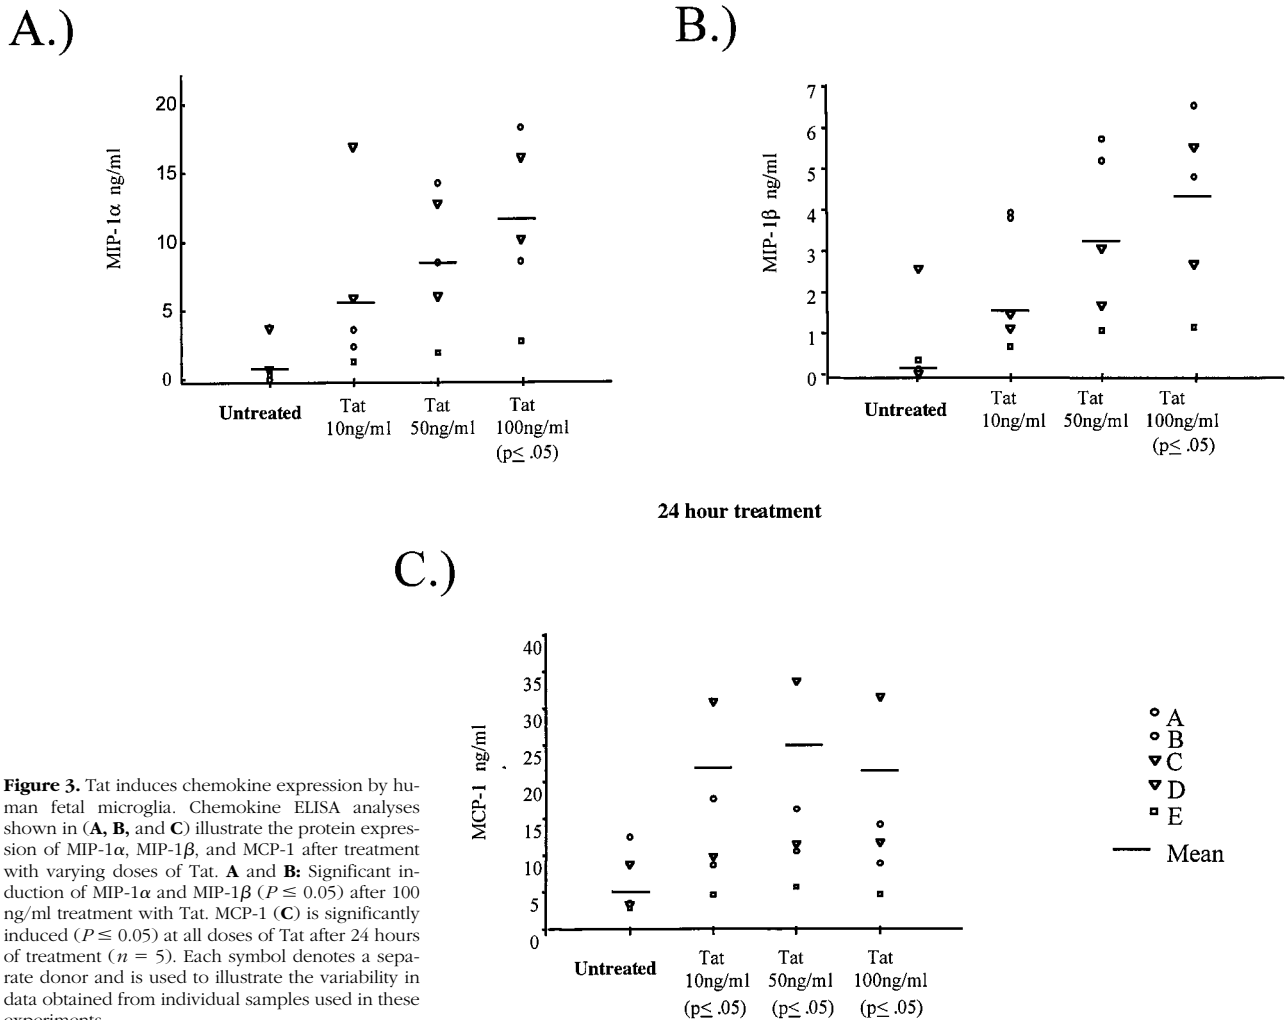 A.)
B.)
MIP-1α ng/ml
20
15
10
5
0
Untreated
Tat
10ng/ml
Tat
50ng/ml
Tat
100ng/ml
(p≤ .05)
MIP-1β ng/ml
7
6
5
4
3
2
1
0
Untreated
Tat
10ng/ml
Tat
50ng/ml
Tat
100ng/ml
(p≤ .05)
24 hour treatment
C.)
MCP-1 ng/ml
40
35
30
25
20
15
10
5
0
Untreated
Tat
10ng/ml
(p≤ .05)
Tat
50ng/ml
(p≤ .05)
Tat
100ng/ml
(p≤ .05)
A
B
C
D
E
Mean
Figure 3. Tat induces chemokine expression by hu-
man fetal microglia. Chemokine ELISA analyses
shown in (A, B, and C) illustrate the protein expres-
sion of MIP-1α, MIP-1β, and MCP-1 after treatment
with varying doses of Tat. A and B: Significant in-
duction of MIP-1α and MIP-1β (P ≤ 0.05) after 100
ng/ml treatment with Tat. MCP-1 (C) is significantly
induced (P ≤ 0.05) at all doses of Tat after 24 hours
of treatment (n = 5). Each symbol denotes a sepa-
rate donor and is used to illustrate the variability in
data obtained from individual samples used in these